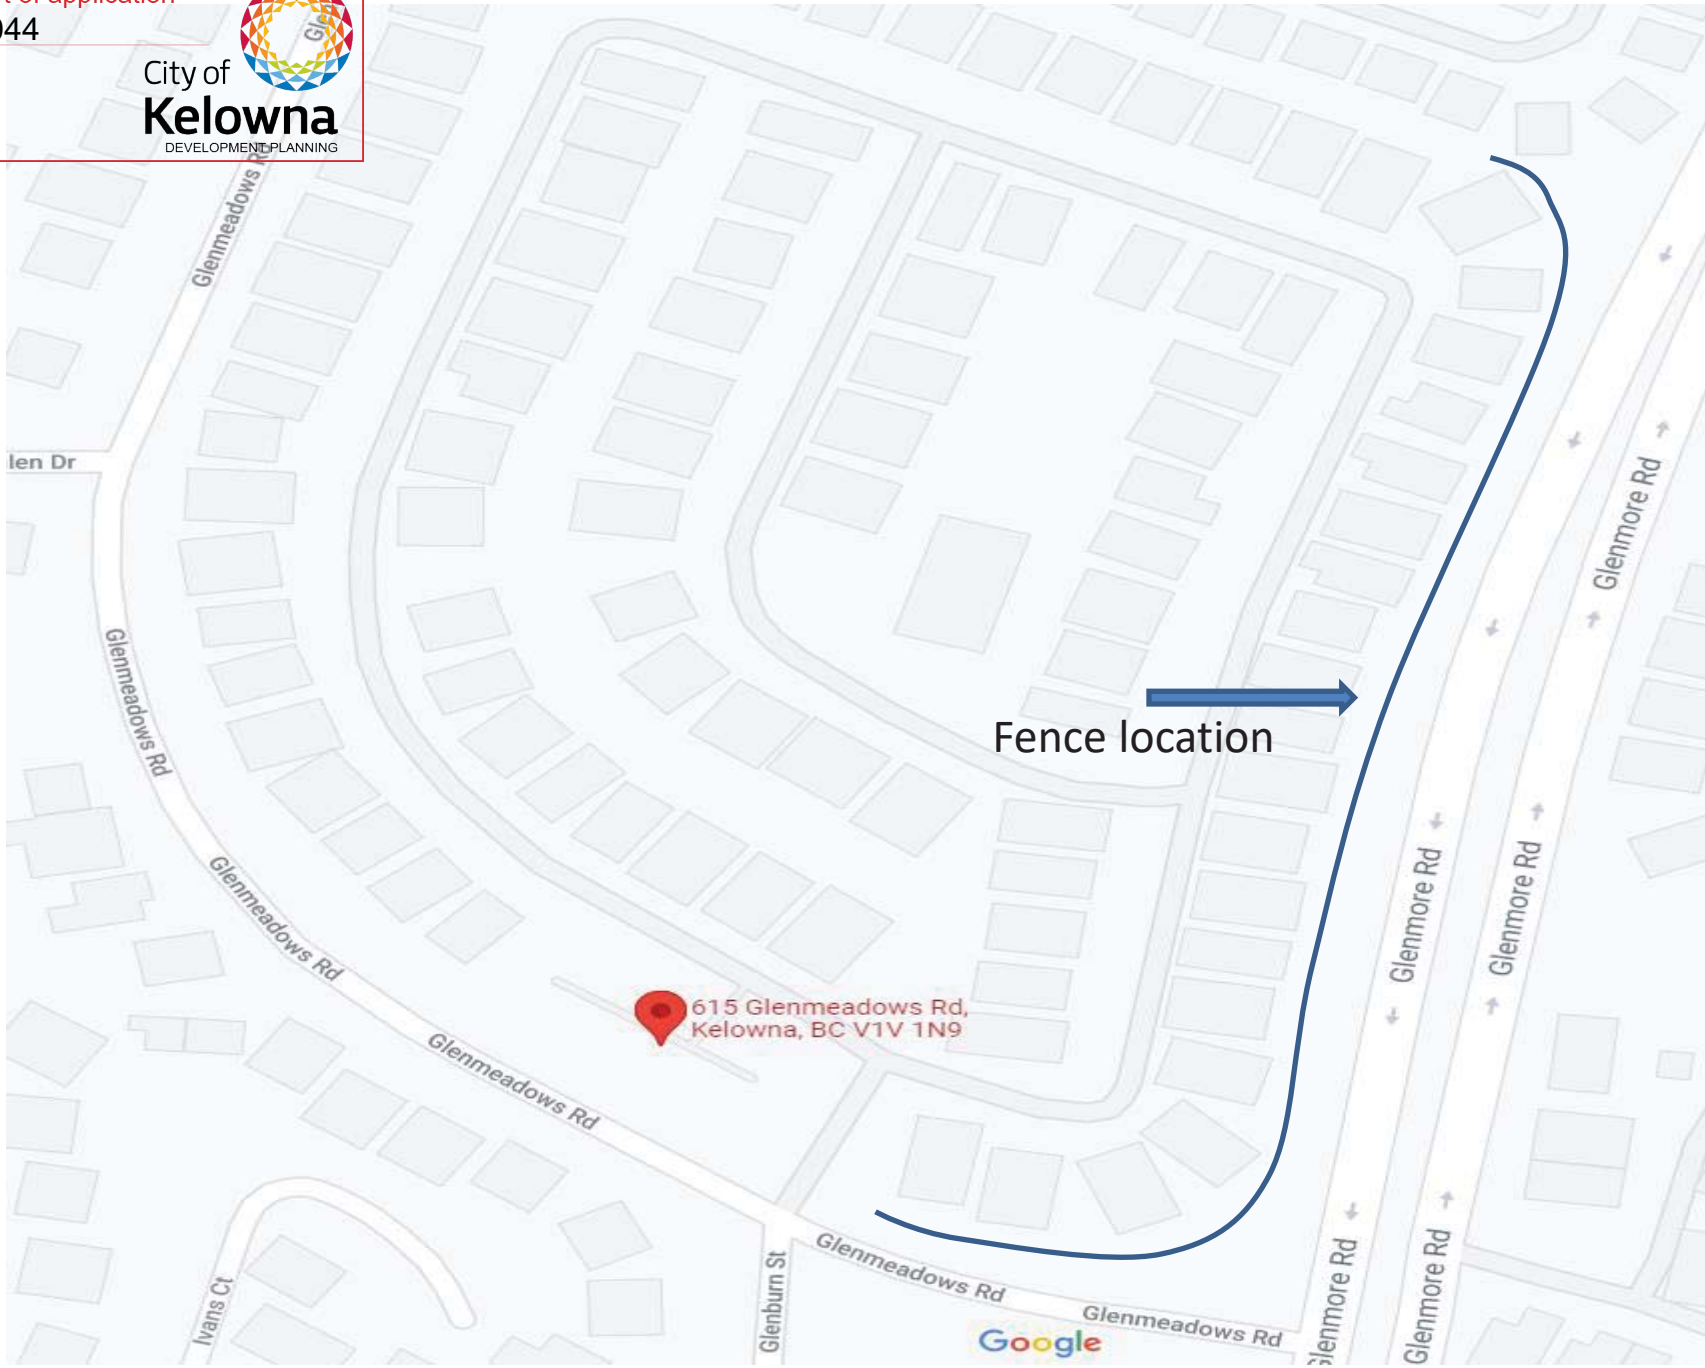 of application
044
City of
Kelowna
DEVELOPMENT PLANNING
Glenmeadows Rd
len Dr
Glenmore Rd
Glenmeadows Rd
Fence location
Glenmore Rd
Glenmore Rd
Glenmeadows Rd
615 Glenmeadows Rd,
Kelowna, BC V1V 1N9
Glenmeadows Rd
Glenmeadows Rd
Glenmeadows Rd
Glenburn St
Ivans Ct
Glenmore Rd
Glenmore Rd
Google